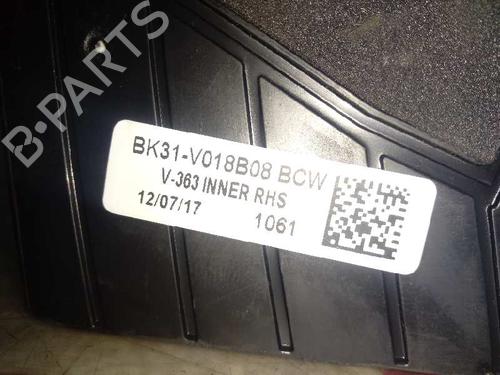 B-PARTS
BK31-V018B08 BCW
V-363 INNER RHS
12/07/17 1061